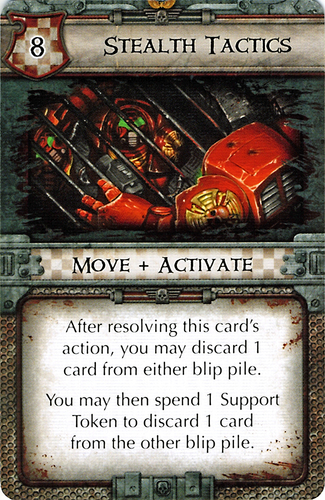 8
STEALTH TACTICS
MOVE + ACTIVATE
After resolving this card's
action, you may discard 1
card from either blip pile.
You may then spend 1 Support
Token to discard 1 card
from the other blip pile.